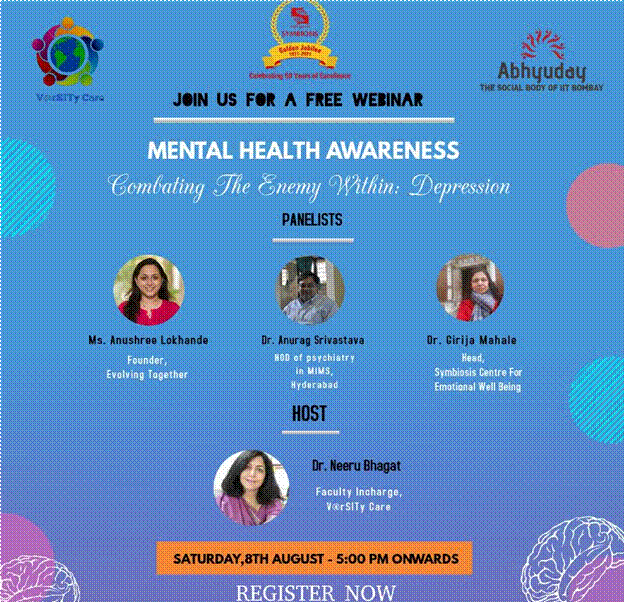 SYMBIOSIS
Golden Jubilee
1971-2021
Celebrating 50 Years of Excellence
V@rSITy Care
Abhyuday
THE SOCIAL BODY OF IIT BOMBAY
JOIN US FOR A FREE WEBINAR
MENTAL HEALTH AWARENESS
Combating The Enemy Within: Depression
PANELISTS
Ms. Anushree Lokhande
Founder,
Evolving Together
Dr. Anurag Srivastava
HOD of psychiatry
in MIMS,
Hyderabad
Dr. Girija Mahale
Head,
Symbiosis Centre For
Emotional Well Being
HOST
Dr. Neeru Bhagat
Faculty Incharge,
V@rSITy Care
SATURDAY,8TH AUGUST - 5:00 PM ONWARDS
REGISTER NOW